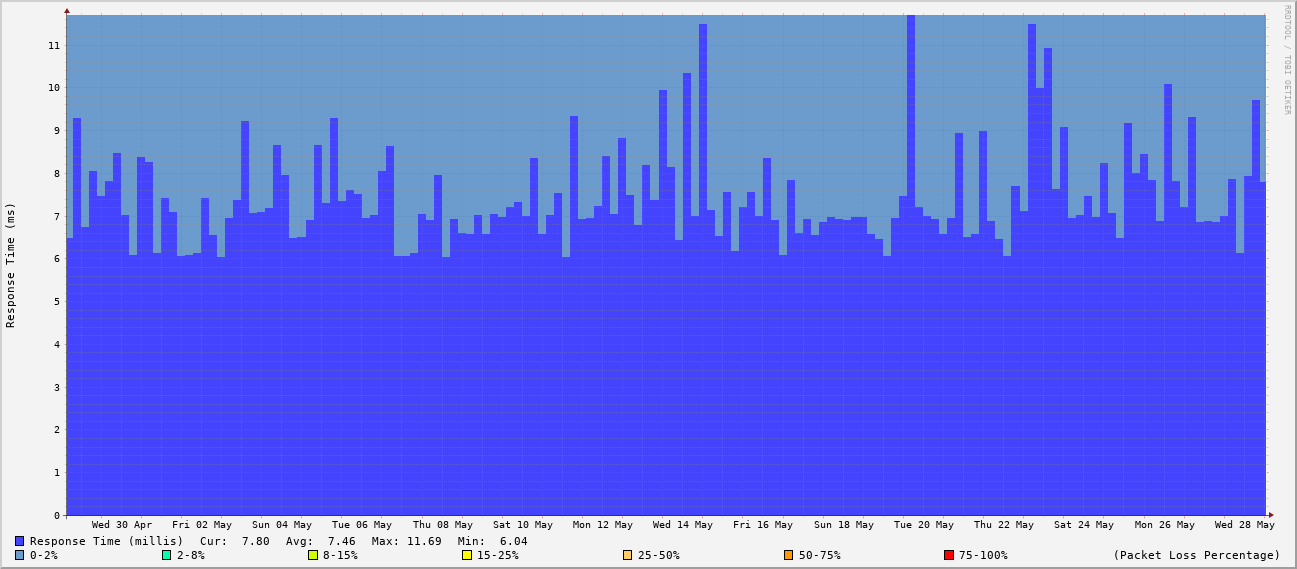 RRDTOOL / TOBI OETIKER
Response Time (ms)
11
10
9
8
7
6
5
4
3
2
1
0
Wed 30 Apr Fri 02 May Sun 04 May Tue 06 May Thu 08 May Sat 10 May Mon 12 May Wed 14 May Fri 16 May Sun 18 May Tue 20 May Thu 22 May Sat 24 May Mon 26 May Wed 28 May
Response Time (millis) Cur: 7.80 Avg: 7.46 Max: 11.69 Min: 6.04
0-2% 2-8% 8-15% 15-25% 25-50% 50-75% 75-100% (Packet Loss Percentage)